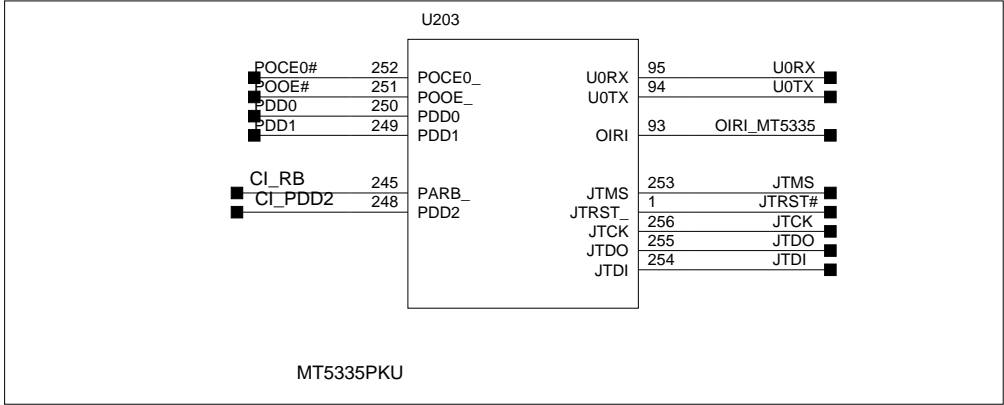 U203
POCE0# 252 POCE0_ U0RX 95 U0RX
POOE# 251 POOE_ U0TX 94 U0TX
PDD0 250 PDD0
PDD1 249 PDD1 OIRI 93 OIRI_MT5335
CI_RB 245 PARB_ JTMS 253 JTMS
CI_PDD2 248 PDD2 JTRST_ 1 JTRST#
JTCK 256 JTCK
JTDO 255 JTDO
JTDI 254 JTDI
MT5335PKU